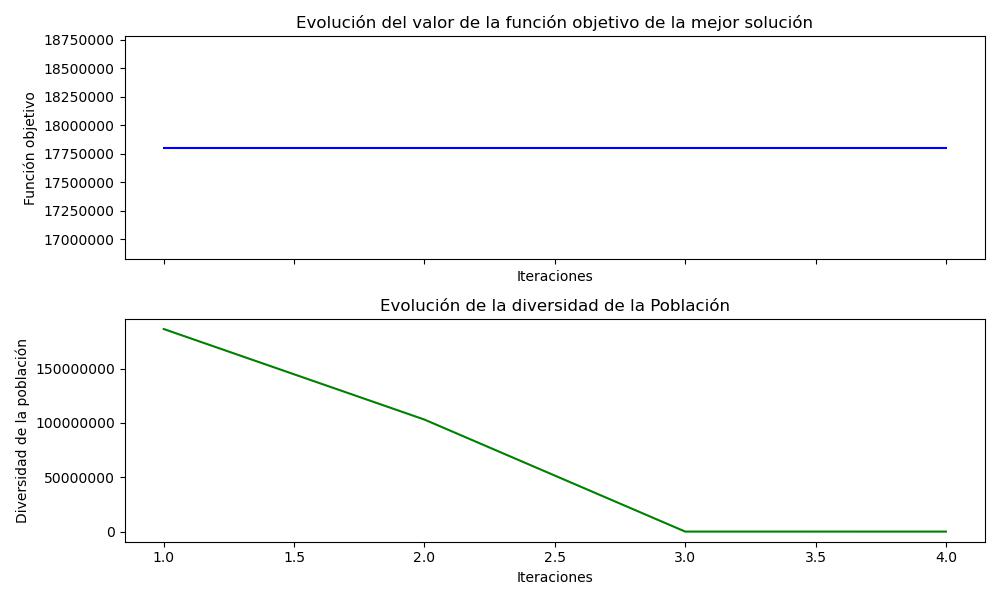 Evolución del valor de la función objetivo de la mejor solución
18750000
18500000
18250000
18000000
17750000
17500000
17250000
17000000
Función objetivo
Iteraciones
Evolución de la diversidad de la Población
150000000
100000000
50000000
0
Diversidad de la población
1.0 1.5 2.0 2.5 3.0 3.5 4.0
Iteraciones